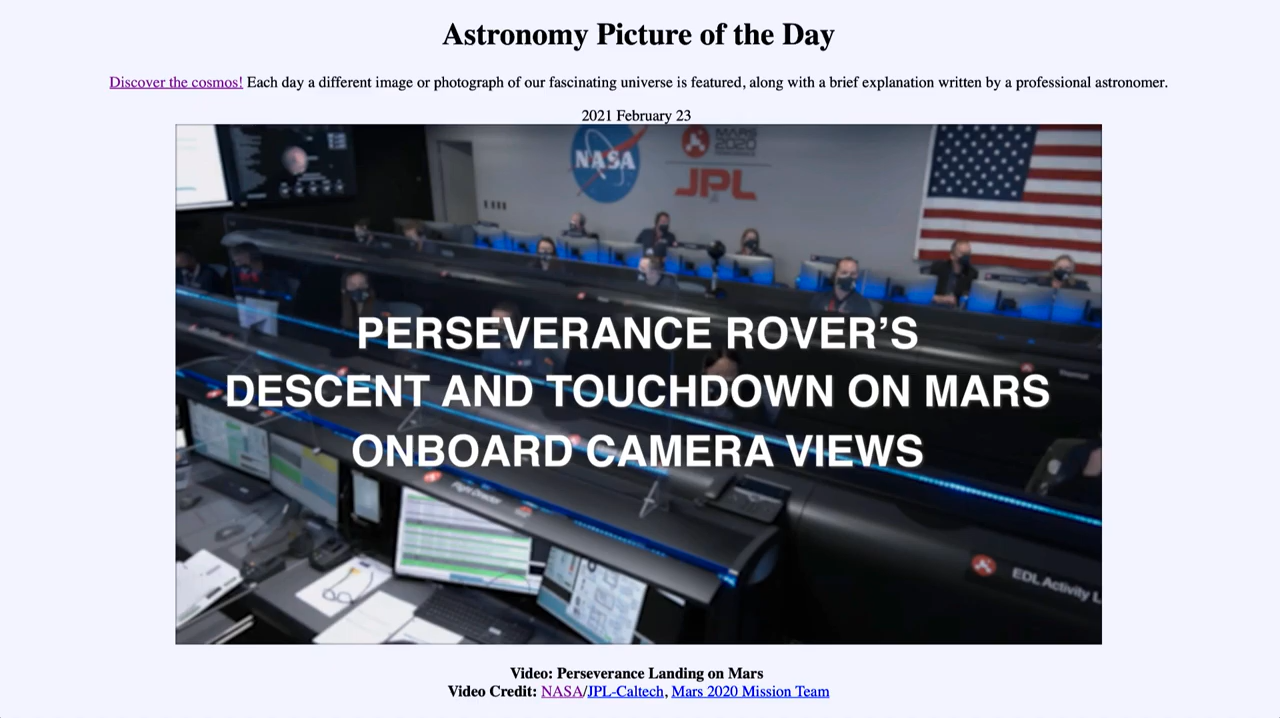 Astronomy Picture of the Day
Discover the cosmos! Each day a different image or photograph of our fascinating universe is featured, along with a brief explanation written by a professional astronomer.
2021 February 23
NASA
MARS
2020
JPL
PERSEVERANCE ROVER’S
DESCENT AND TOUCHDOWN ON MARS
ONBOARD CAMERA VIEWS
Flight Director
EDL Activity L
Video: Perseverance Landing on Mars
Video Credit: NASA/JPL-Caltech, Mars 2020 Mission Team